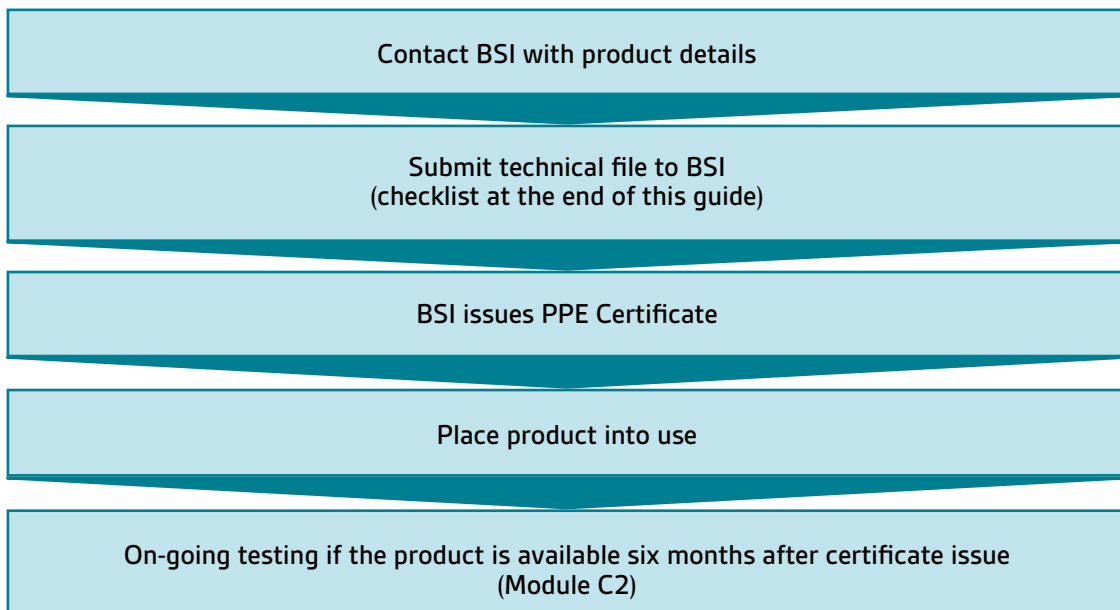 Contact BSI with product details
Submit technical file to BSI
(checklist at the end of this guide)
BSI issues PPE Certificate
Place product into use
On-going testing if the product is available six months after certificate issue
(Module C2)